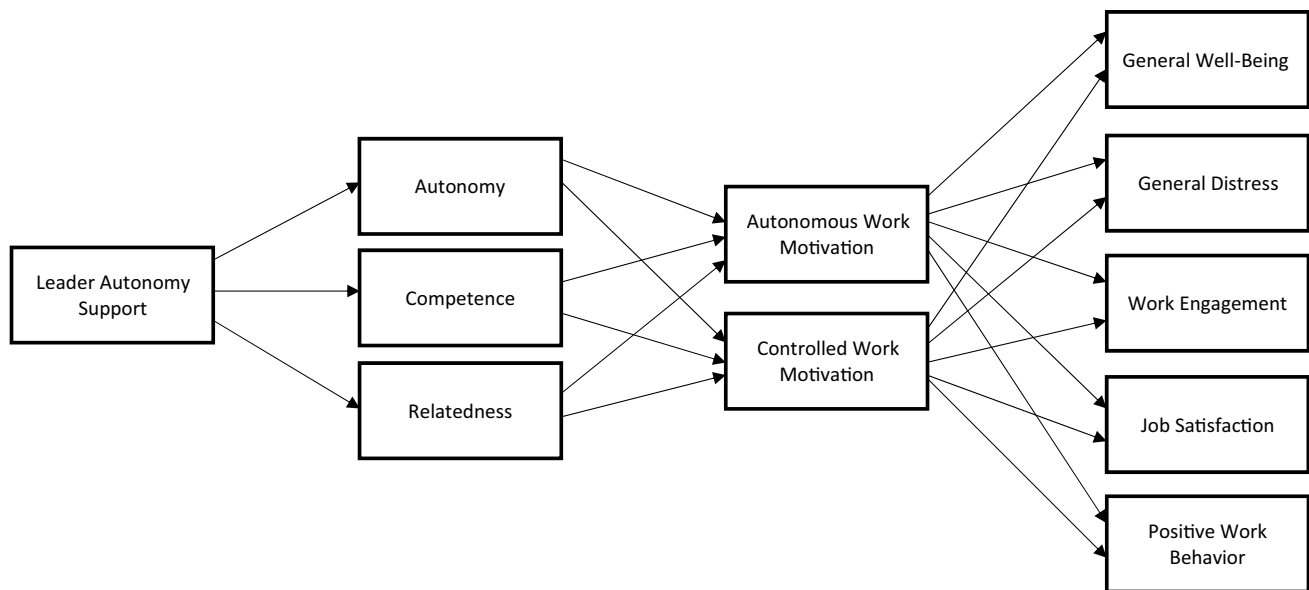 Leader Autonomy
Support
Autonomy
Competence
Relatedness
Autonomous Work
Motivation
Controlled Work
Motivation
General Well-Being
General Distress
Work Engagement
Job Satisfaction
Positive Work
Behavior